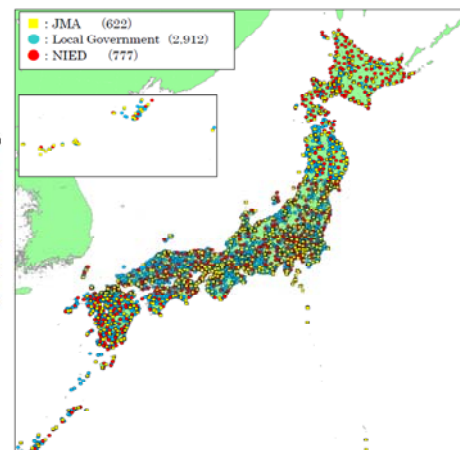 : JMA (622)
: Local Government (2,912)
: NIED (777)